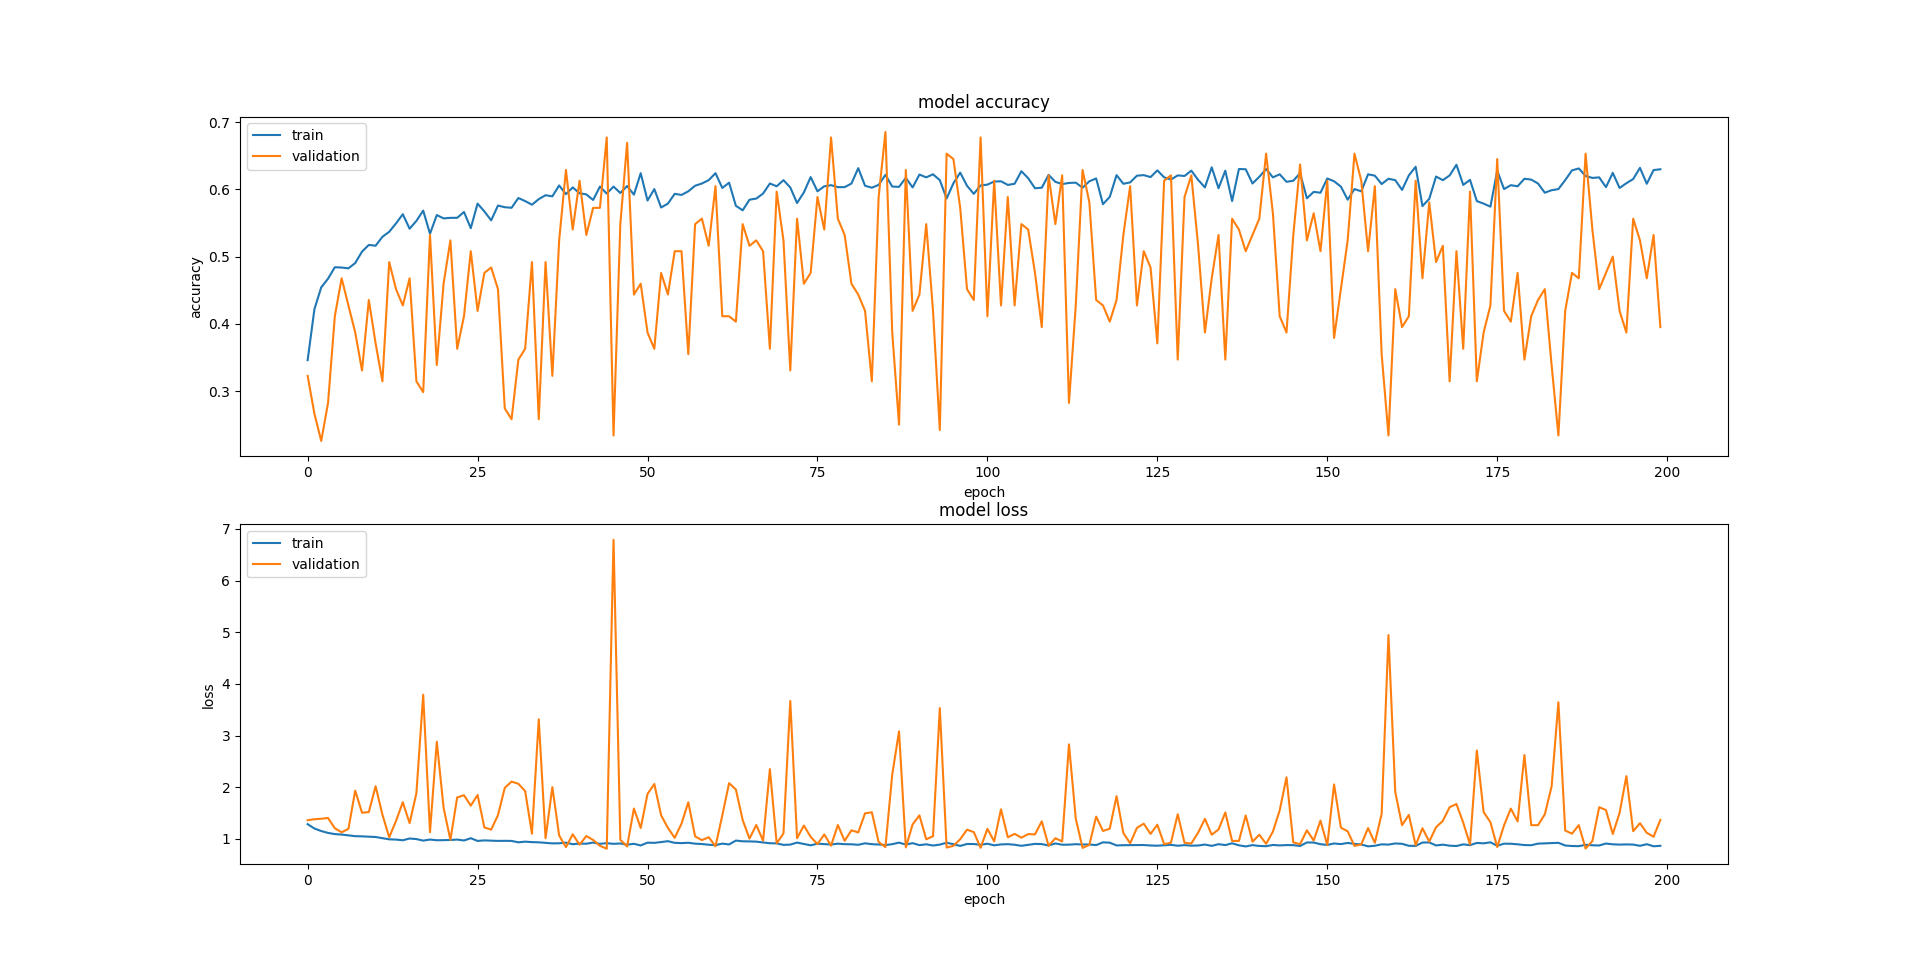 model accuracy
train
validation
0.7
0.6
0.5
0.4
0.3
accuracy
0 25 50 75 100 125 150 175 200
epoch
model loss
train
validation
7
6
5
4
3
2
1
loss
0 25 50 75 100 125 150 175 200
epoch